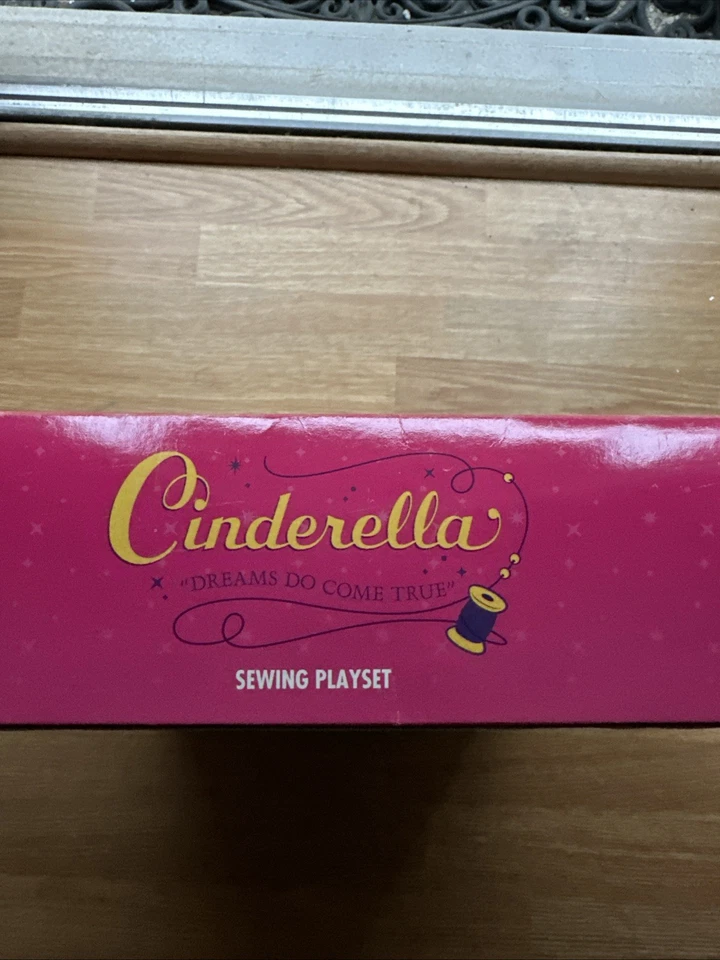 Cinderella
"DREAMS DO COME TRUE"
SEWING PLAYSET